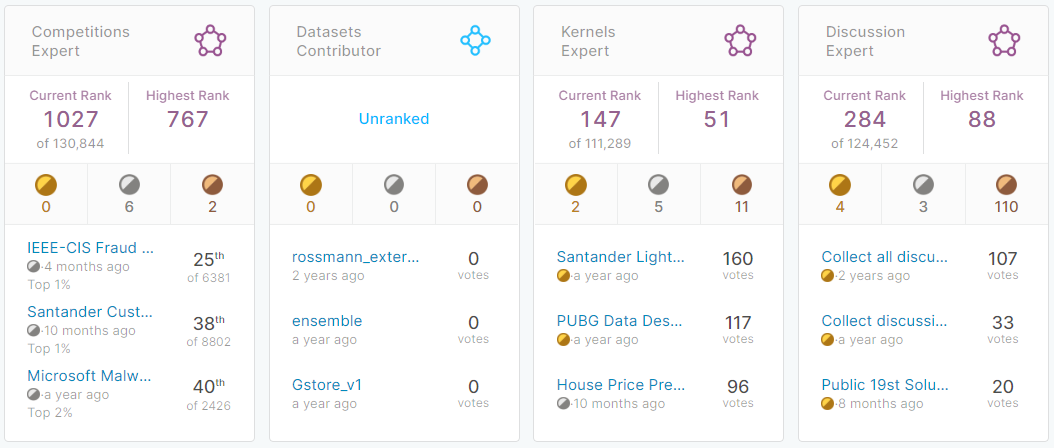 Competitions
Expert
Current Rank
1027
of 130,844
Highest Rank
767
0
6
2
IEEE-CIS Fraud ...
·4 months ago
Top 1%
25th
of 6381
Santander Cust...
·10 months ago
Top 1%
38th
of 8802
Microsoft Malw...
·a year ago
Top 2%
40th
of 2426
Datasets
Contributor
Unranked
0
0
0
rossmann_exter...
2 years ago
0
votes
ensemble
a year ago
0
votes
Gstore_v1
a year ago
0
votes
Kernels
Expert
Current Rank
147
of 111,289
Highest Rank
51
2
5
11
Santander Light...
·a year ago
160
votes
PUBG Data Des...
·a year ago
117
votes
House Price Pre...
·10 months ago
96
votes
Discussion
Expert
Current Rank
284
of 124,452
Highest Rank
88
4
3
110
Collect all discu...
·2 years ago
107
votes
Collect discussi...
·a year ago
33
votes
Public 19st Solu...
·8 months ago
20
votes